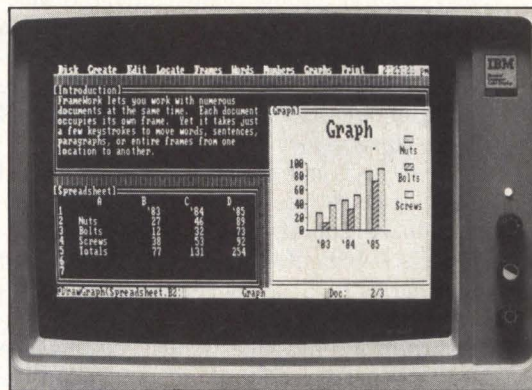 Disk Create Edit Locate Frames Words Numbers Graphs Print
IBM
[Introduction]
FrameWork lets you work with numerous
documents at the same time. Each document
occupies its own frame. Yet it takes just
a few keystrokes to move words, sentences,
paragraphs, or entire frames from one
location to another.
[Graph]
Graph
100
80
60
40
20
0
'83 '84 '85
Nuts
Bolts
Screws
[Spreadsheet]
A B C D
1 '83 '84 '85
2 Nuts 27 46 89
3 Bolts 12 32 73
4 Screws 38 53 92
5 Totals 77 131 254
6
7
@DrawGraph(Spreadsheet.B2: Graph Doc: 2/3